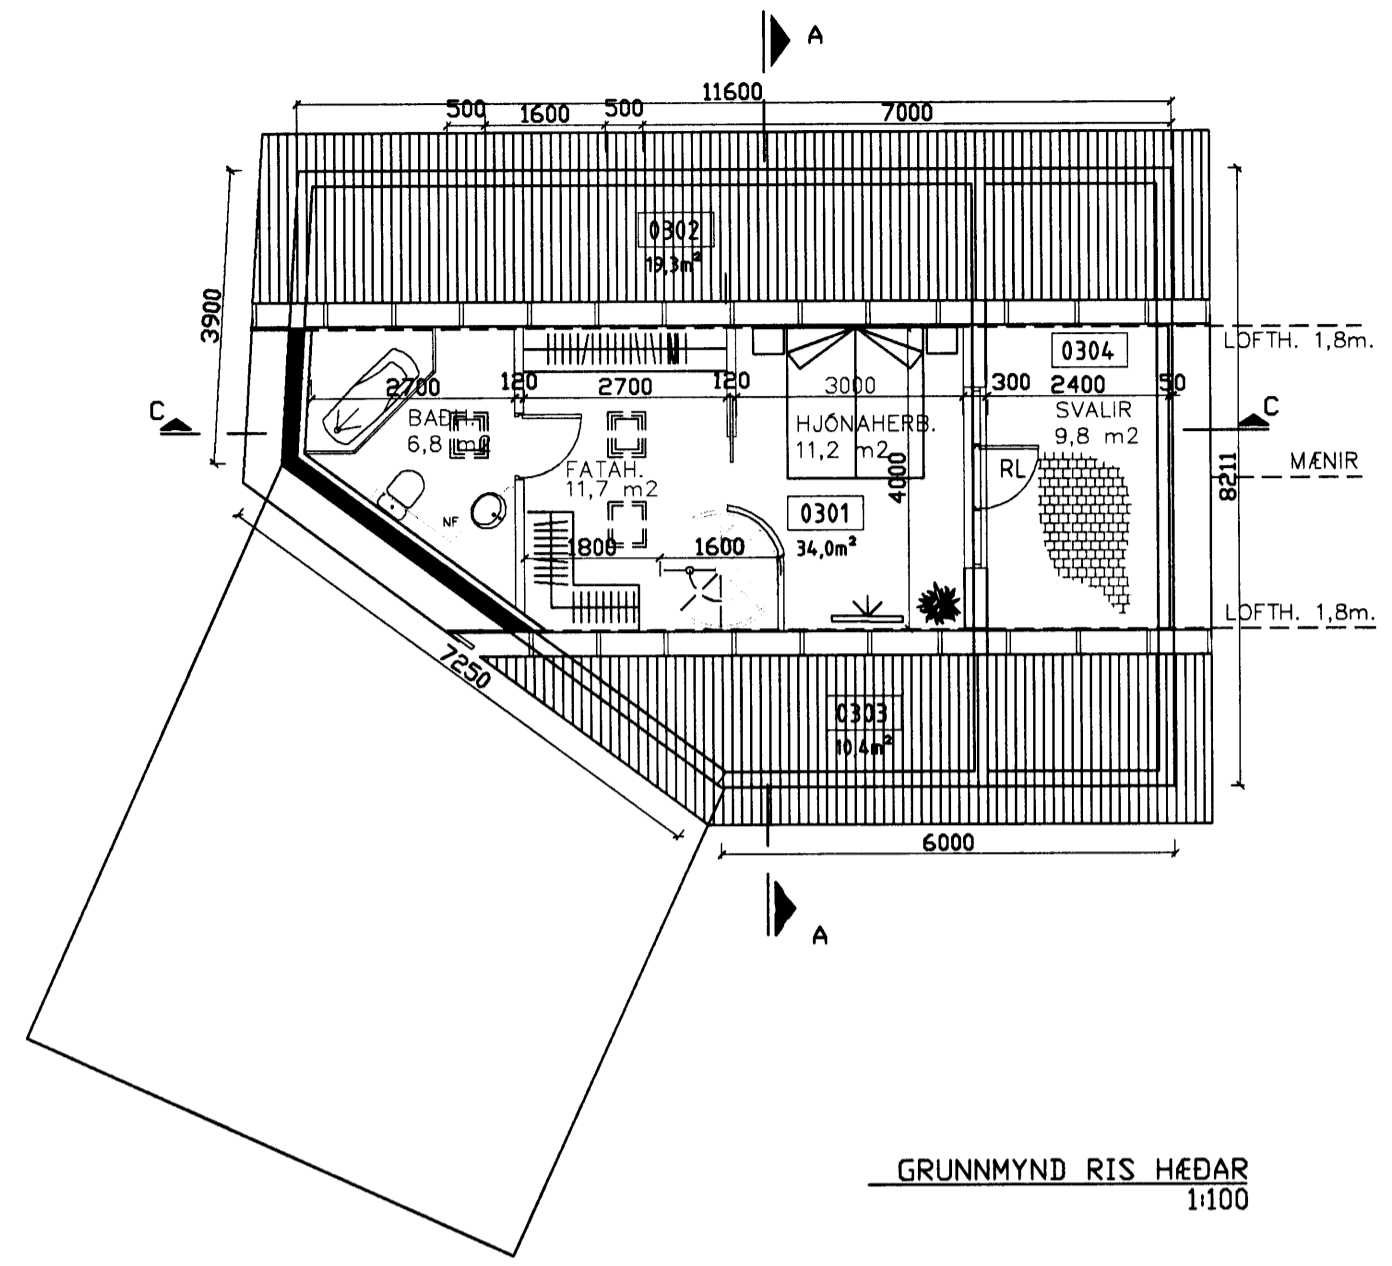 A
11600
500
1600
500
7000
0302
19,3m²
3900
LOFTH. 1,8m.
0304
2700
120
2700
120
3000
300
2400
50
C
C
BAÐH.
6,8 m2
HJÓNAHERB.
11,2 m2
SVALIR
9,8 m2
MÆNIR
FATAH.
11,7 m2
RL
4000
8211
NF
0301
34,0m²
1800
1600
LOFTH. 1,8m.
7250
0303
10,4m²
6000
A
GRUNNMYND RIS HÆÐAR
1:100